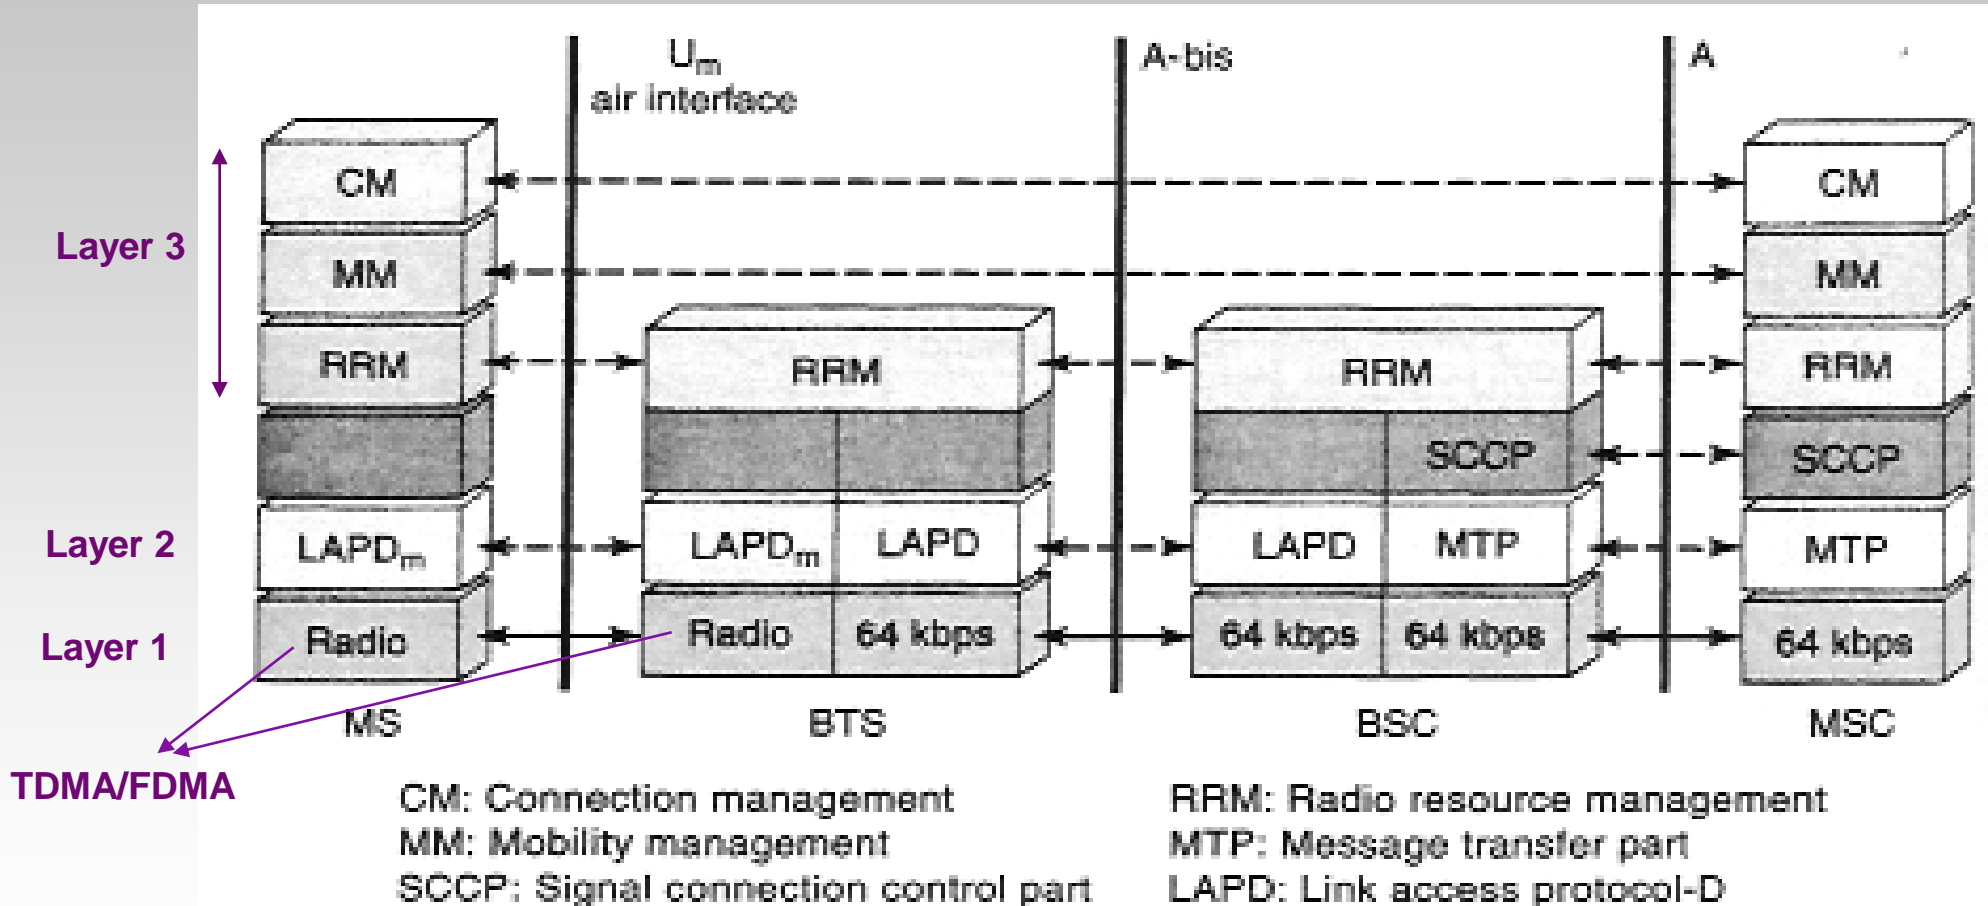 Um
air interface
A-bis
A
CM
CM
Layer 3
MM
MM
RRM
RRM
RRM
RRM
SCCP
SCCP
Layer 2
LAPDm
LAPDm
LAPD
LAPD
MTP
MTP
Layer 1
Radio
Radio
64 kbps
64 kbps
64 kbps
64 kbps
MS
BTS
BSC
MSC
TDMA/FDMA
CM: Connection management
RRM: Radio resource management
MM: Mobility management
MTP: Message transfer part
SCCP: Signal connection control part
LAPD: Link access protocol-D